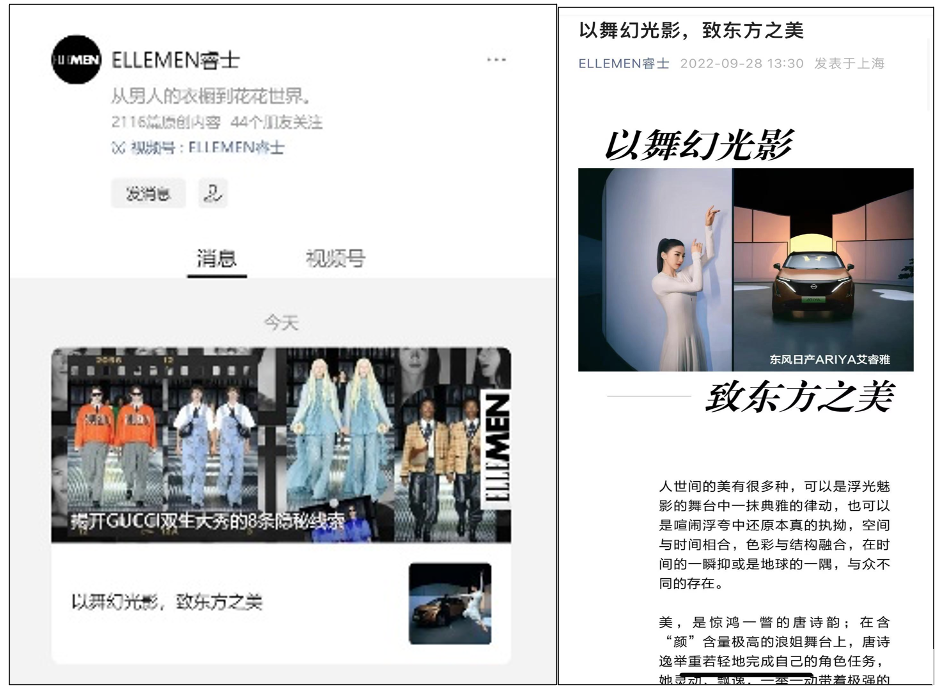 ELLEMEN
ELLEMEN睿士
从男人的衣橱到花花世界。
2116篇原创内容 44个朋友关注
视频号：ELLEMEN睿士
发消息
消息
视频号
今天
ELLEMEN
揭开GUCCI双生大秀的8条隐秘线索
以舞幻光影，致东方之美
以舞幻光影，致东方之美
ELLEMEN睿士 2022-09-28 13:30 发表于上海
以舞幻光影
东风日产ARIYA艾睿雅
致东方之美
人世间的美有很多种，可以是浮光魅
影的舞台中一抹典雅的律动，也可以
是喧闹浮夸中还原本真的执拗，空间
与时间相合，色彩与结构融合，在时
间的一瞬抑或是地球的一隅，与众不
同的存在。
美，是惊鸿一瞥的唐诗韵；在含
“颜”含量极高的浪姐舞台上，唐诗
逸举重若轻地完成自己的角色任务，
她灵动、飘逸，一举一动带着极强的